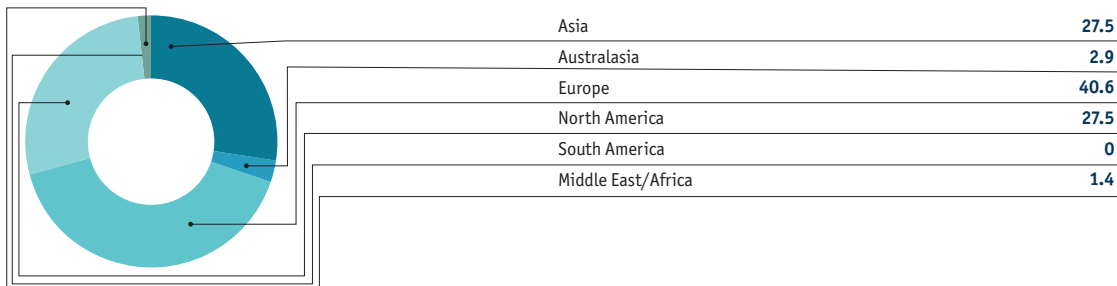 Asia 27.5
Australasia 2.9
Europe 40.6
North America 27.5
South America 0
Middle East/Africa 1.4